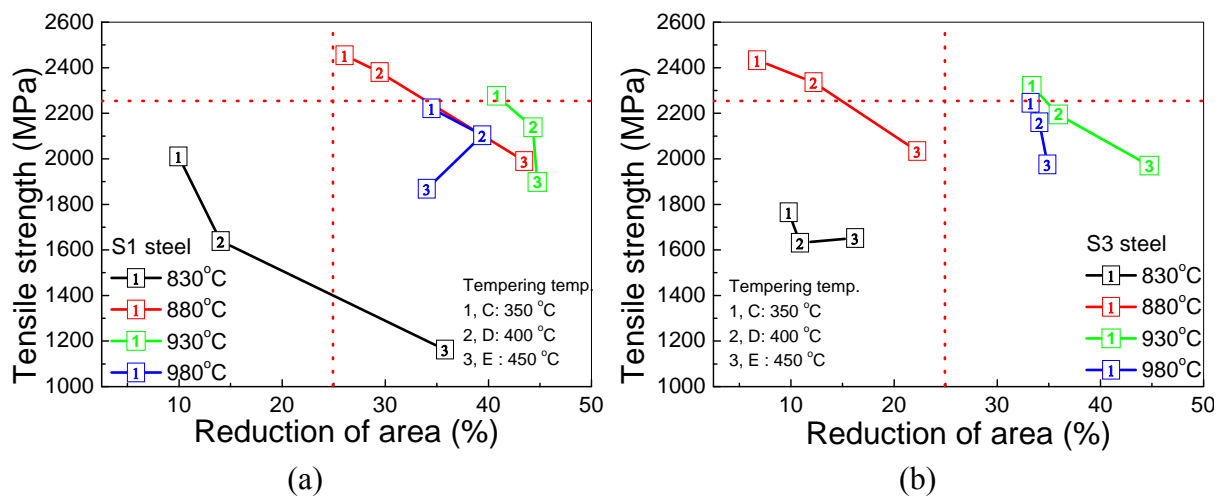 2600
2400
2200
2000
1800
1600
1400
1200
1000
Tensile strength (MPa)
1
2
3
1
2
3
1
2
3
1
2
3
S1 steel
1 830°C
1 880°C
1 930°C
1 980°C
Tempering temp.
1, C: 350 °C
2, D: 400 °C
3, E : 450 °C
10 20 30 40 50
Reduction of area (%)
(a)
2600
2400
2200
2000
1800
1600
1400
1200
1000
Tensile strength (MPa)
1
2
3
1
2
3
1
2
3
1
2
3
Tempering temp.
1, C: 350 °C
2, D: 400 °C
3, E : 450 °C
S3 steel
1 830°C
1 880°C
1 930°C
1 980°C
10 20 30 40 50
Reduction of area (%)
(b)